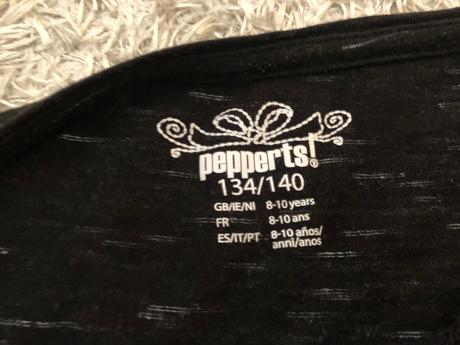 pepperts!®
134/140
GB/IE/NI 8-10 years
FR 8-10 ans
ES/IT/PT 8-10 años/
anni/anos